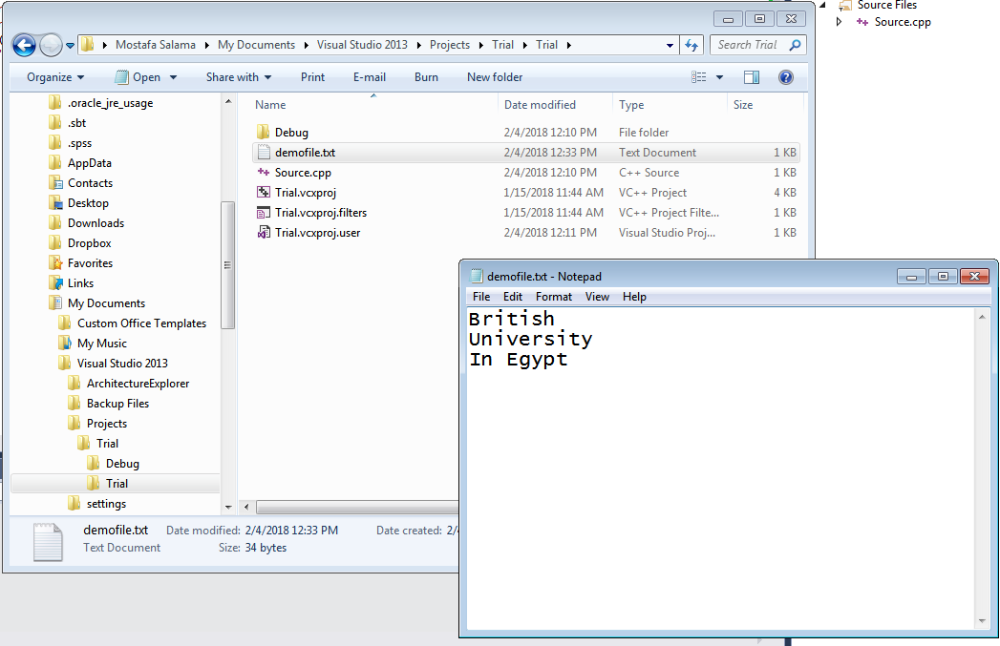 Source Files
Source.cpp
Mostafa Salama My Documents Visual Studio 2013 Projects Trial Trial Search Trial
Organize Open Share with Print E-mail Burn New folder
.oracle_jre_usage
.sbt
.spss
AppData
Contacts
Desktop
Downloads
Dropbox
Favorites
Links
My Documents
Custom Office Templates
My Music
Visual Studio 2013
ArchitectureExplorer
Backup Files
Projects
Trial
Debug
Trial
settings
Name Date modified Type Size
Debug 2/4/2018 12:10 PM File folder
demofile.txt 2/4/2018 12:33 PM Text Document 1 KB
Source.cpp 2/4/2018 12:10 PM C++ Source 1 KB
Trial.vcxproj 1/15/2018 11:44 AM VC++ Project 4 KB
Trial.vcxproj.filters 1/15/2018 11:44 AM VC++ Project Filte... 1 KB
Trial.vcxproj.user 2/4/2018 12:11 PM Visual Studio Proj... 1 KB
demofile.txt Date modified: 2/4/2018 12:33 PM Date created: 2/4
Text Document Size: 34 bytes
demofile.txt - Notepad
File Edit Format View Help
British
University
In Egypt